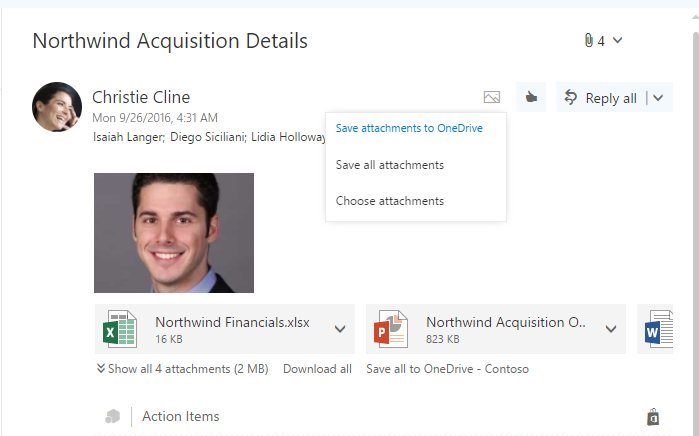 Northwind Acquisition Details
4
Christie Cline
Reply all
Mon 9/26/2016, 4:31 AM
Isaiah Langer; Diego Siciliani; Lidia Holloway
Save attachments to OneDrive
Save all attachments
Choose attachments
Northwind Financials.xlsx
16 KB
Northwind Acquisition O..
823 KB
Show all 4 attachments (2 MB) Download all Save all to OneDrive - Contoso
Action Items